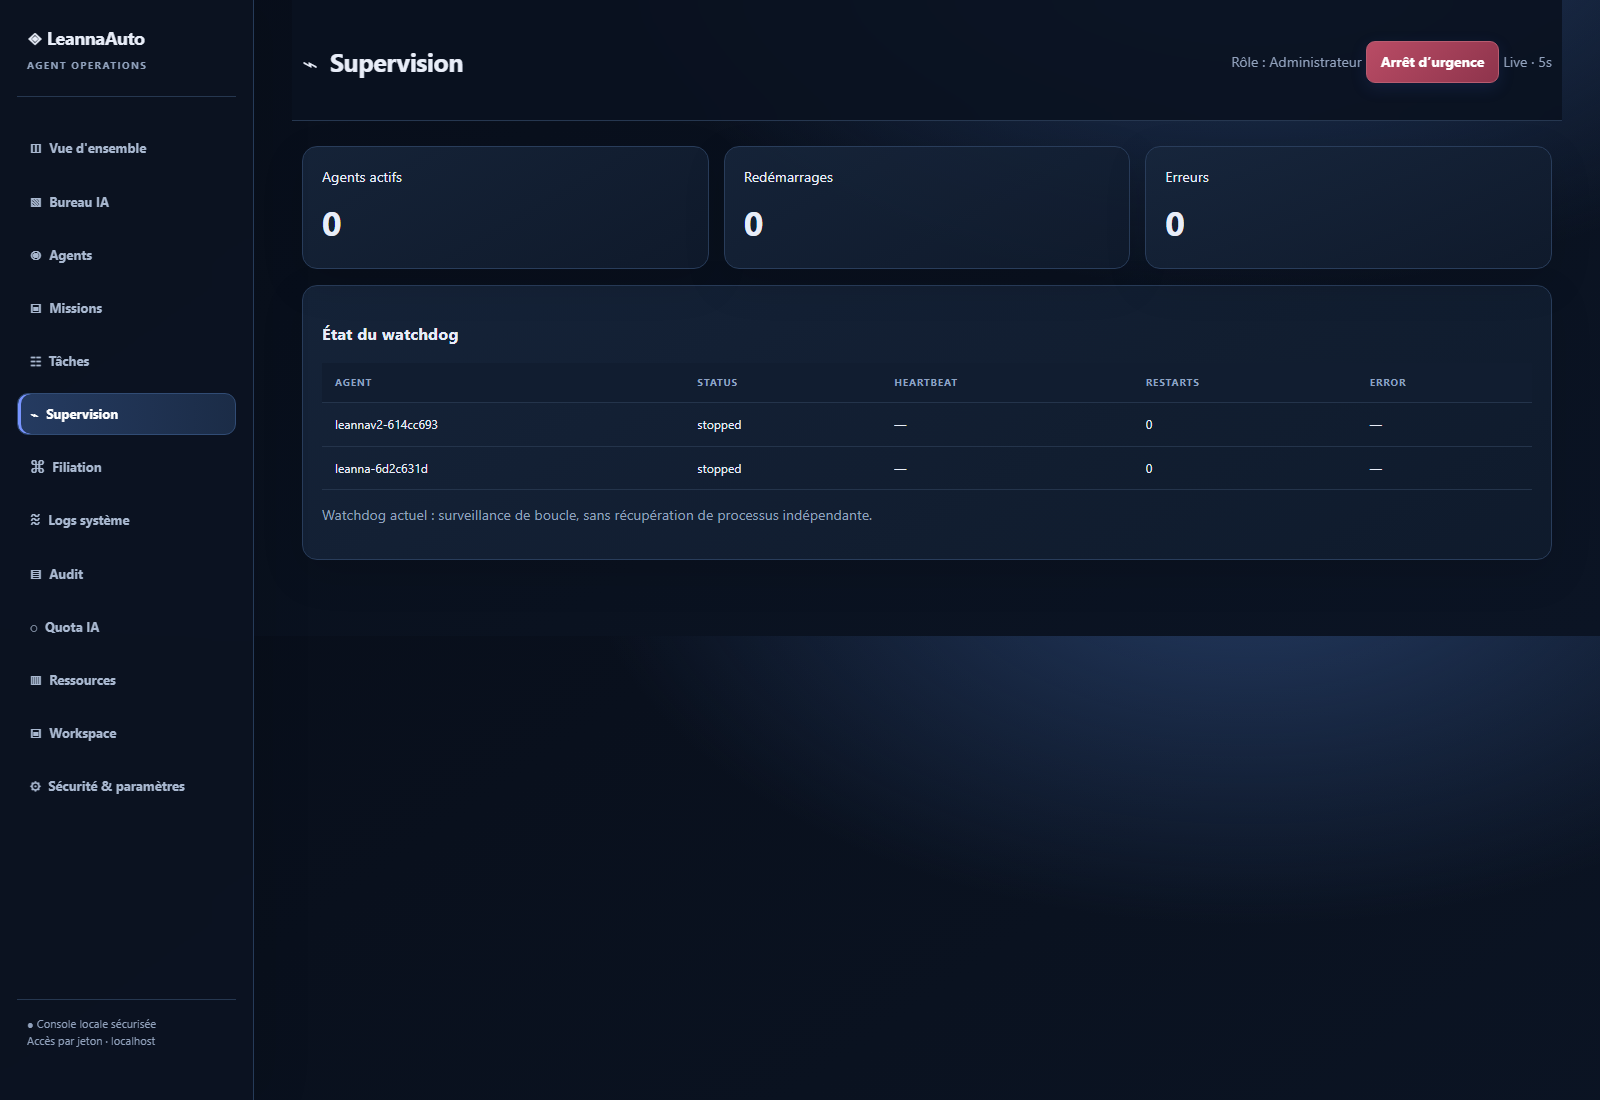 LeannaAuto
AGENT OPERATIONS
Vue d'ensemble
Bureau IA
Agents
Missions
Tâches
Supervision
Filiation
Logs système
Audit
Quota IA
Ressources
Workspace
Sécurité & paramètres
● Console locale sécurisée
Accès par jeton · localhost
Supervision
Rôle : Administrateur Arrêt d’urgence Live · 5s
Agents actifs
0
Redémarrages
0
Erreurs
0
État du watchdog
AGENT STATUS HEARTBEAT RESTARTS ERROR
leannav2-614cc693 stopped — 0 —
leanna-6d2c631d stopped — 0 —
Watchdog actuel : surveillance de boucle, sans récupération de processus indépendante.